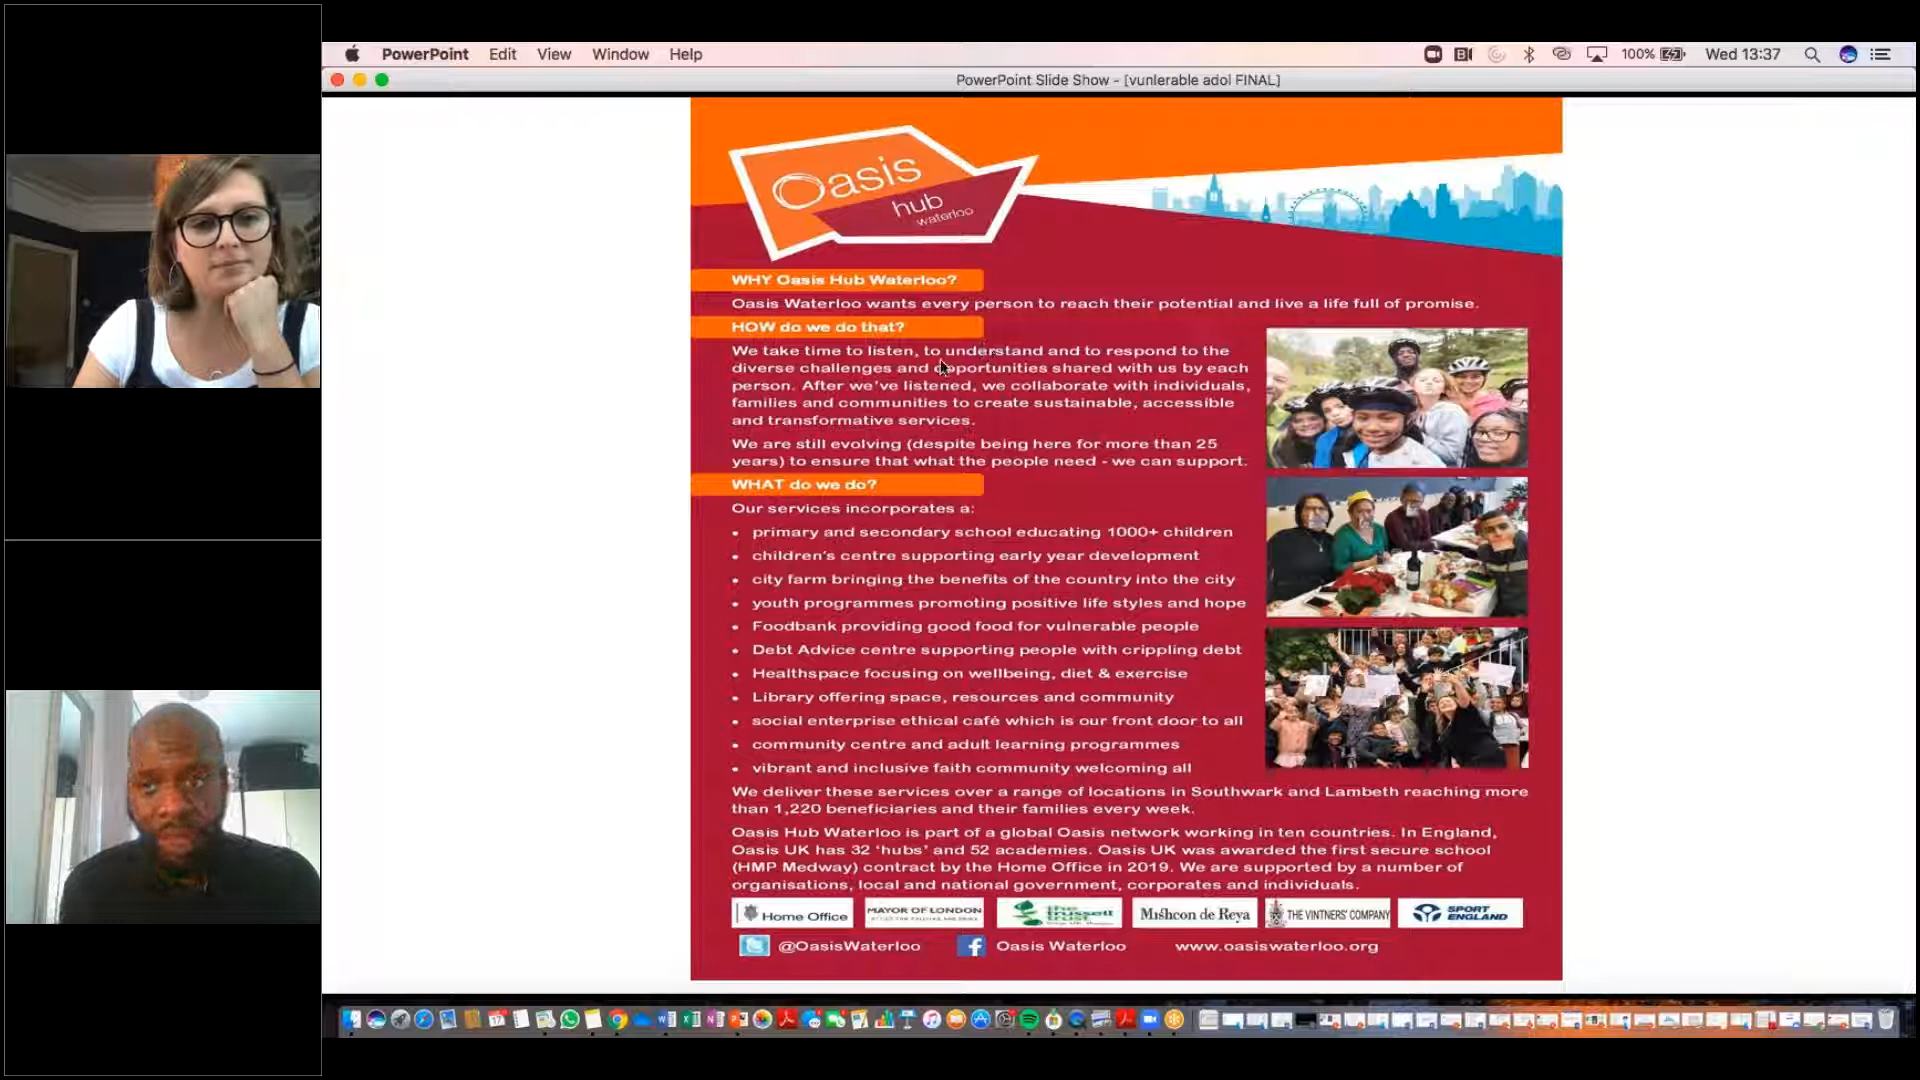 PowerPoint Edit View Window Help
100% Wed 13:37
PowerPoint Slide Show - [vunlerable adol FINAL]
Oasis
hub
waterloo
WHY Oasis Hub Waterloo?
Oasis Waterloo wants every person to reach their potential and live a life full of promise.
HOW do we do that?
We take time to listen, to understand and to respond to the
diverse challenges and opportunities shared with us by each
person. After we've listened, we collaborate with individuals,
families and communities to create sustainable, accessible
and transformative services.
We are still evolving (despite being here for more than 25
years) to ensure that what the people need - we can support.
WHAT do we do?
Our services incorporates a:
• primary and secondary school educating 1000+ children
• children's centre supporting early year development
• city farm bringing the benefits of the country into the city
• youth programmes promoting positive life styles and hope
• Foodbank providing good food for vulnerable people
• Debt Advice centre supporting people with crippling debt
• Healthspace focusing on wellbeing, diet & exercise
• Library offering space, resources and community
• social enterprise ethical café which is our front door to all
• community centre and adult learning programmes
• vibrant and inclusive faith community welcoming all
We deliver these services over a range of locations in Southwark and Lambeth reaching more
than 1,220 beneficiaries and their families every week.
Oasis Hub Waterloo is part of a global Oasis network working in ten countries. In England,
Oasis UK has 32 'hubs' and 52 academies. Oasis UK was awarded the first secure school
(HMP Medway) contract by the Home Office in 2019. We are supported by a number of
organisations, local and national government, corporates and individuals.
Home Office
MAYOR OF LONDON
the trussell trust
Mishcon de Reya
THE VINTNERS' COMPANY
SPORT ENGLAND
@OasisWaterloo Oasis Waterloo www.oasiswaterloo.org